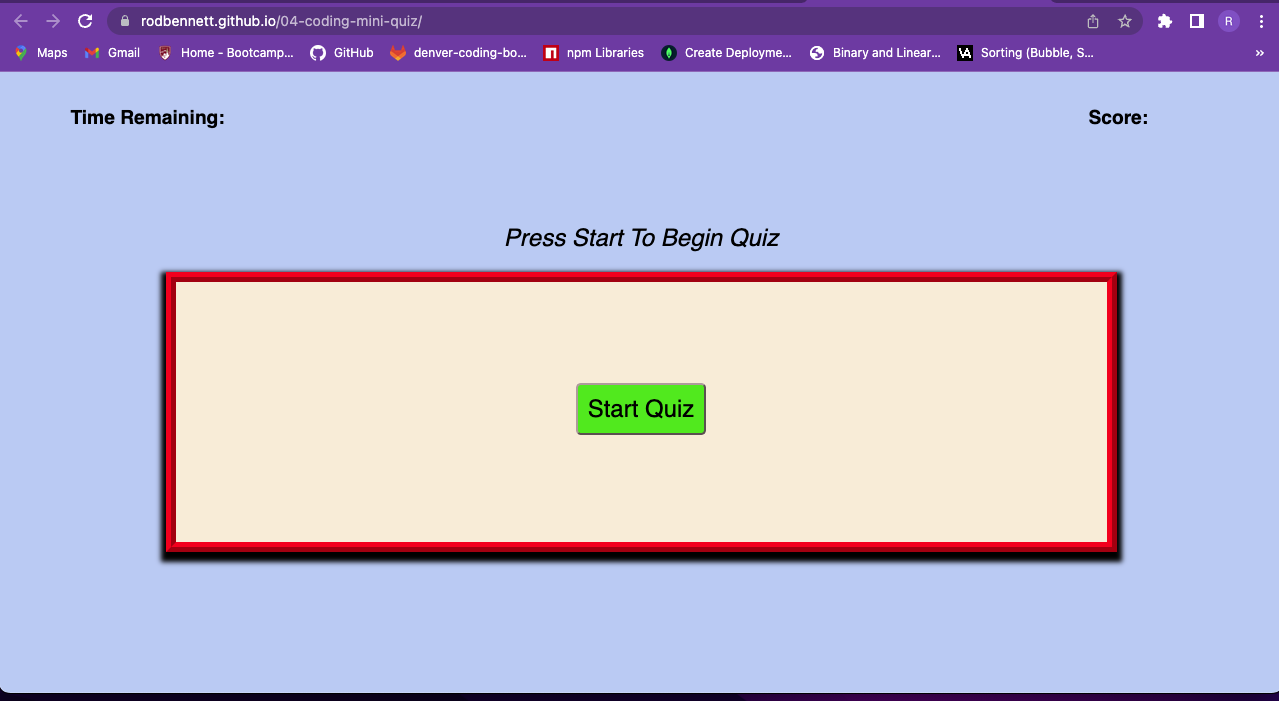 rodbennett.github.io/04-coding-mini-quiz/
R
Maps Gmail Home - Bootcamp... GitHub denver-coding-bo... npm Libraries Create Deployme... Binary and Linear... Sorting (Bubble, S... »
Time Remaining: Score:
Press Start To Begin Quiz
Start Quiz